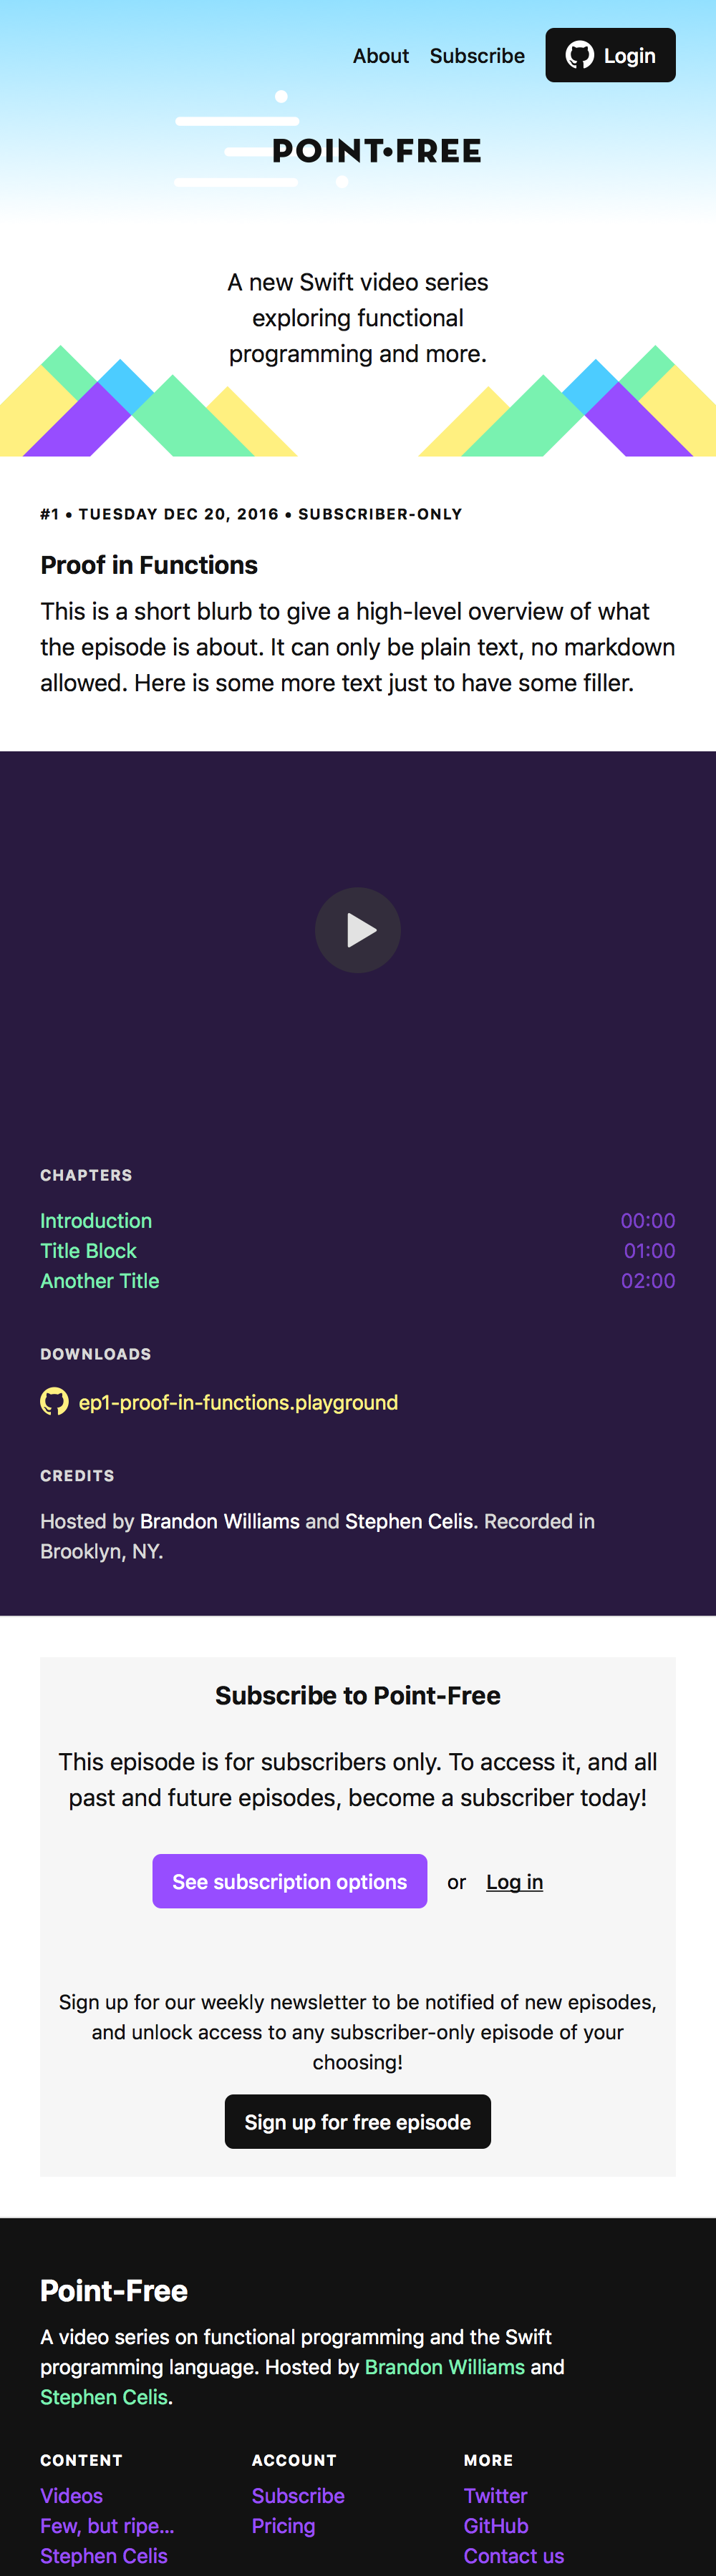 About Subscribe Login
POINT•FREE
A new Swift video series
exploring functional
programming and more.
#1 • TUESDAY DEC 20, 2016 • SUBSCRIBER-ONLY
Proof in Functions
This is a short blurb to give a high-level overview of what
the episode is about. It can only be plain text, no markdown
allowed. Here is some more text just to have some filler.
CHAPTERS
Introduction 00:00
Title Block 01:00
Another Title 02:00
DOWNLOADS
ep1-proof-in-functions.playground
CREDITS
Hosted by Brandon Williams and Stephen Celis. Recorded in
Brooklyn, NY.
Subscribe to Point-Free
This episode is for subscribers only. To access it, and all
past and future episodes, become a subscriber today!
See subscription options or Log in
Sign up for our weekly newsletter to be notified of new episodes,
and unlock access to any subscriber-only episode of your
choosing!
Sign up for free episode
Point-Free
A video series on functional programming and the Swift
programming language. Hosted by Brandon Williams and
Stephen Celis.
CONTENT ACCOUNT MORE
Videos Subscribe Twitter
Few, but ripe... Pricing GitHub
Stephen Celis Contact us